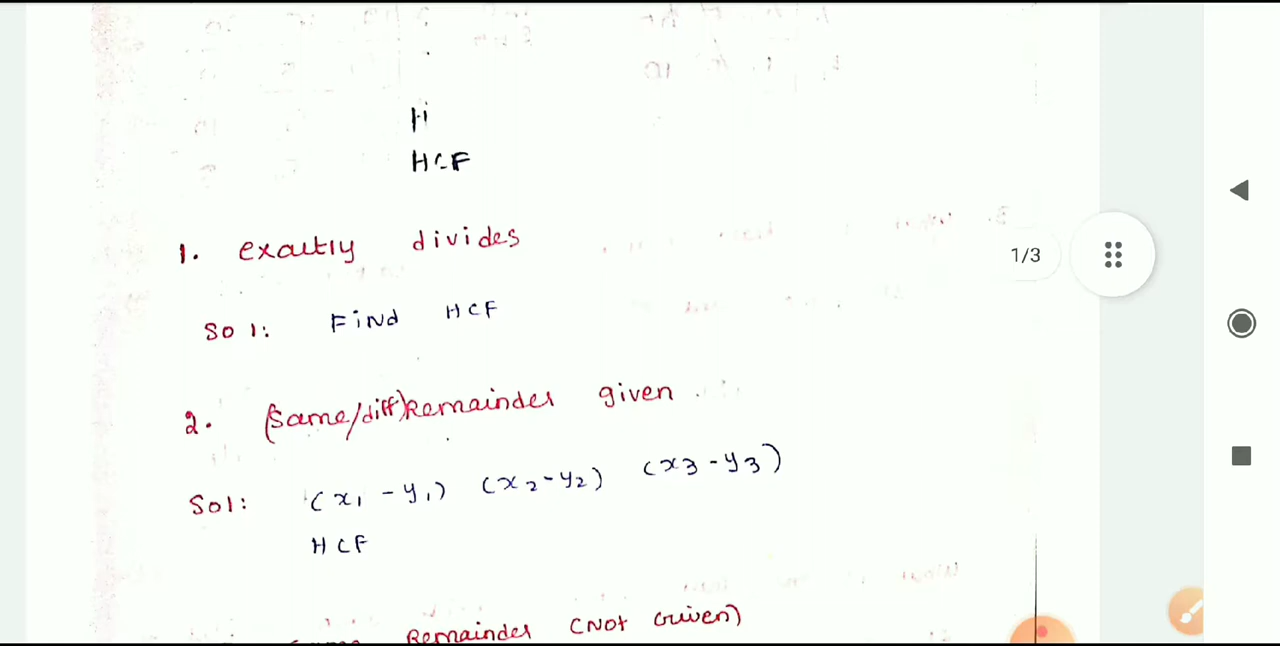 Hi
HCF
1. exactly divides
Sol: Find HCF
1/3
2. (same/diff)Remainder given
Sol: (x1 - y1) (x2 - y2) (x3 - y3)
HCF
Remainder (Not Given)